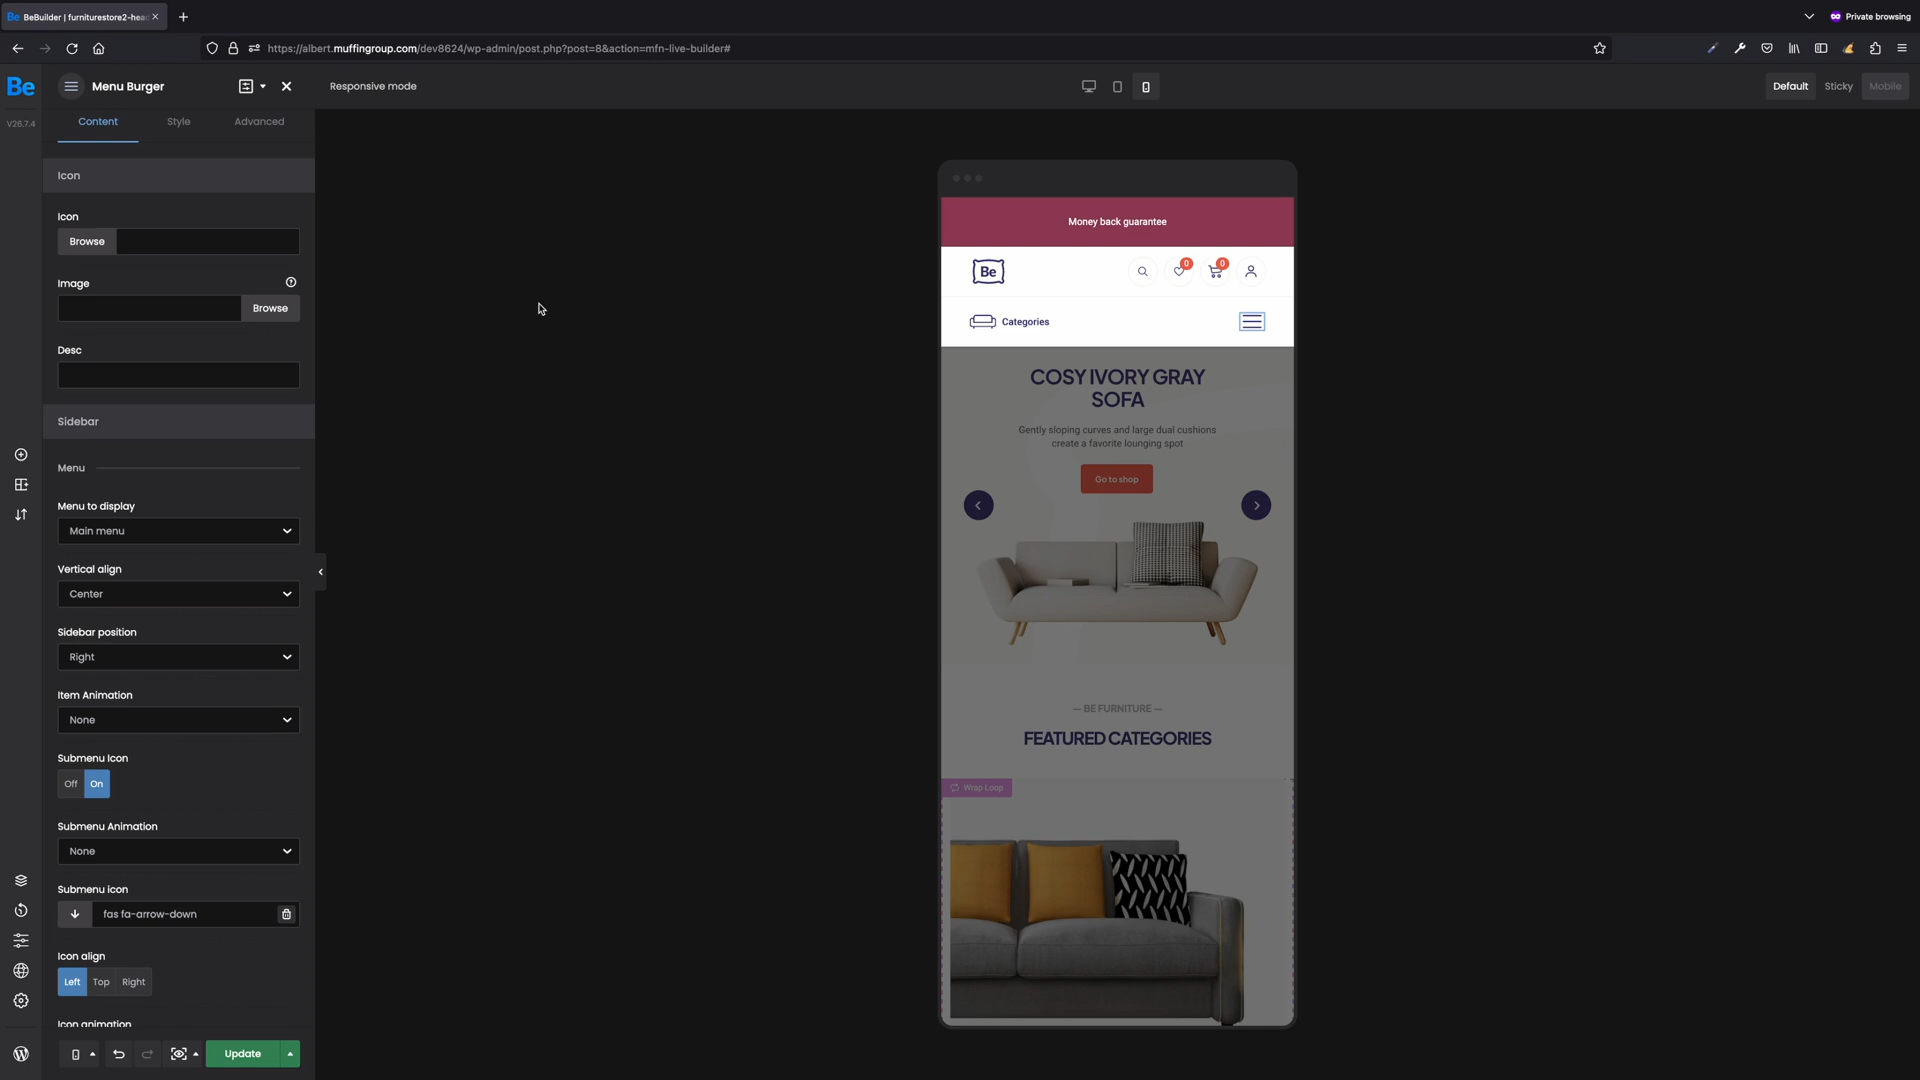 Be BeBuilder | furniturestore2-head
Private browsing
https://albert.muffingroup.com/dev8624/wp-admin/post.php?post=8&action=mfn-live-builder#
Be
Menu Burger
Responsive mode
Default
Sticky
Mobile
V26.7.4
Content
Style
Advanced
Icon
Icon
Browse
Image
Browse
Desc
Sidebar
Menu
Menu to display
Main menu
Vertical align
Center
Sidebar position
Right
Item Animation
None
Submenu Icon
Off
On
Submenu Animation
None
Submenu icon
fas fa-arrow-down
Icon align
Left
Top
Right
Icon animation
Update
Money back guarantee
Be
0
0
Categories
COSY IVORY GRAY
SOFA
Gently sloping curves and large dual cushions
create a favorite lounging spot
Go to shop
— BE FURNITURE —
FEATURED CATEGORIES
Wrap Loop